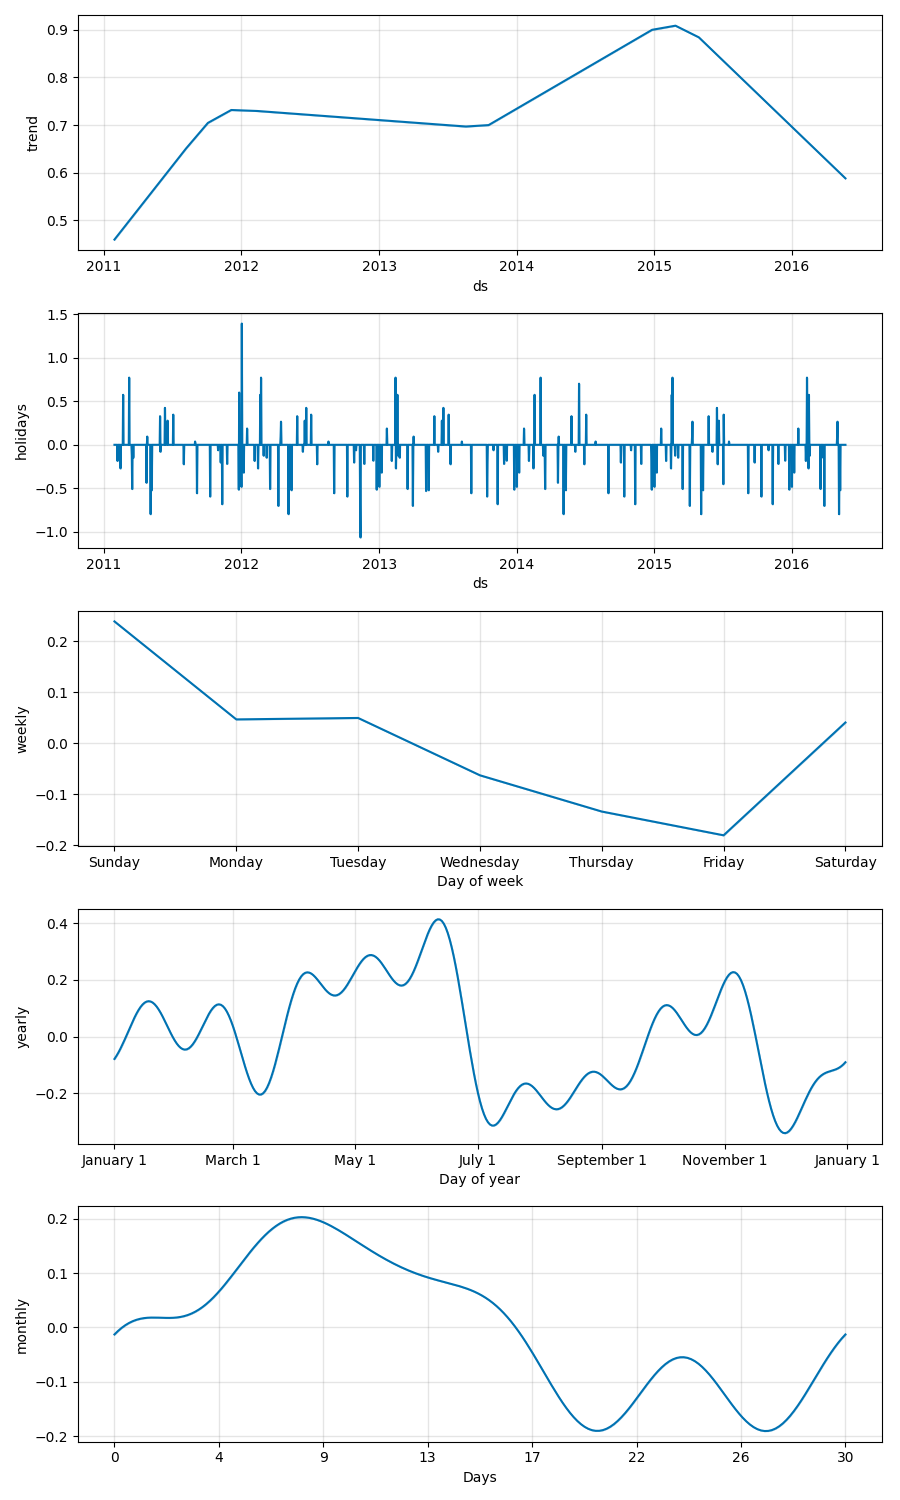 0.9
0.8
0.7
0.6
0.5
trend
2011 2012 2013 2014 2015 2016
ds
1.5
1.0
0.5
0.0
−0.5
−1.0
holidays
2011 2012 2013 2014 2015 2016
ds
0.2
0.1
0.0
−0.1
−0.2
weekly
Sunday Monday Tuesday Wednesday Thursday Friday Saturday
Day of week
0.4
0.2
0.0
−0.2
yearly
January 1 March 1 May 1 July 1 September 1 November 1 January 1
Day of year
0.2
0.1
0.0
−0.1
−0.2
monthly
0 4 9 13 17 22 26 30
Days